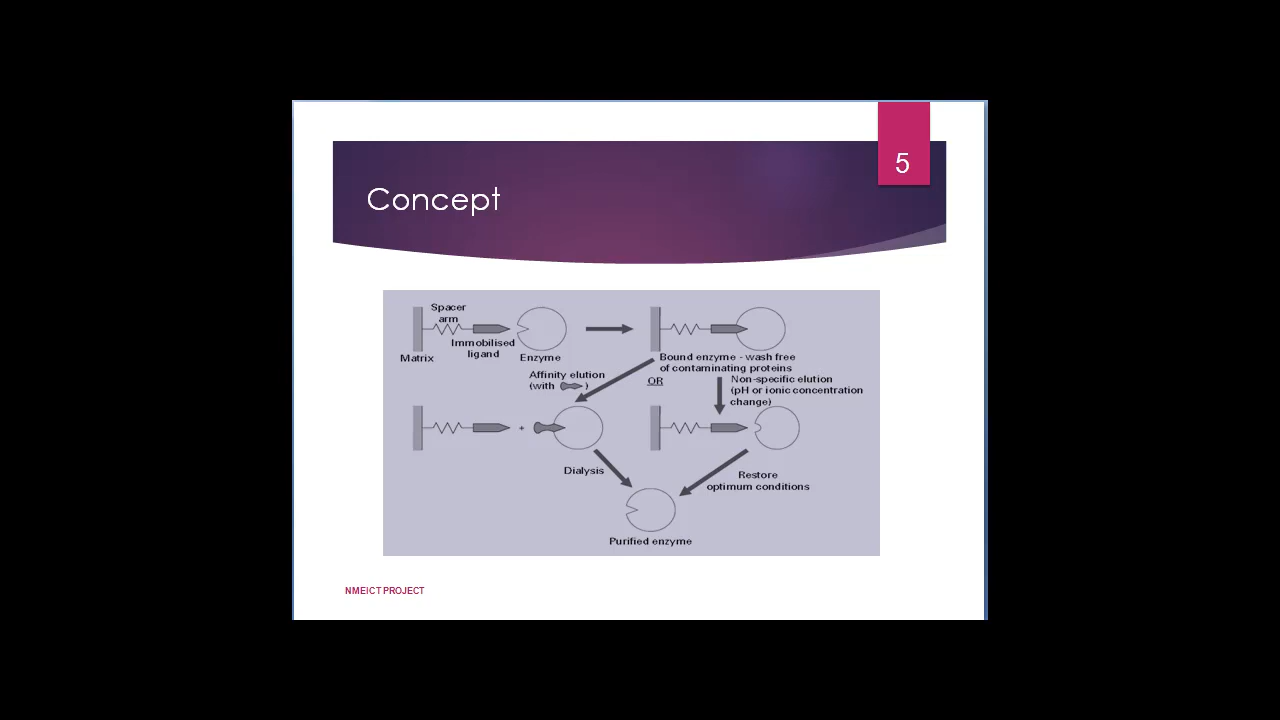 5
Concept
Spacer
arm
Immobilised
ligand
Matrix
Enzyme
Bound enzyme - wash free
of contaminating proteins
Affinity elution
(with )
OR
Non-specific elution
(pH or ionic concentration
change)
+
Dialysis
Restore
optimum conditions
Purified enzyme
NMEICT PROJECT